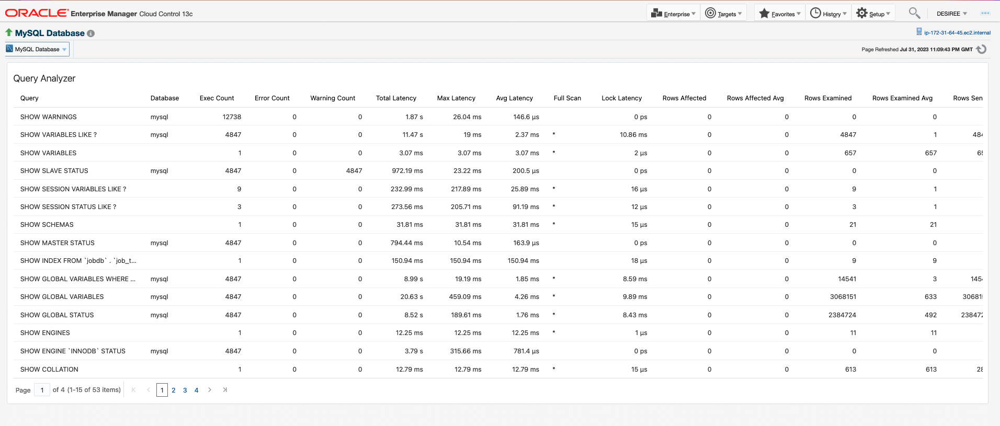 ORACLE® Enterprise Manager Cloud Control 13c Enterprise Targets Favorites History Setup DESIREE
MySQL Database ip-172-31-64-45.ec2.internal
MySQL Database Page Refreshed Jul 31, 2023 11:09:43 PM GMT
Query Analyzer
Query Database Exec Count Error Count Warning Count Total Latency Max Latency Avg Latency Full Scan Lock Latency Rows Affected Rows Affected Avg Rows Examined Rows Examined Avg Rows Sen
SHOW WARNINGS mysql 12738 0 0 1.87 s 26.04 ms 146.6 µs 0 ps 0 0 0 0
SHOW VARIABLES LIKE ? mysql 4847 0 0 11.47 s 19 ms 2.37 ms * 10.86 ms 0 0 4847 1 484
SHOW VARIABLES 1 0 0 3.07 ms 3.07 ms 3.07 ms * 2 µs 0 0 657 657 65
SHOW SLAVE STATUS mysql 4847 0 4847 972.19 ms 23.22 ms 200.5 µs 0 ps 0 0 0 0
SHOW SESSION VARIABLES LIKE ? 9 0 0 232.99 ms 217.89 ms 25.89 ms * 16 µs 0 0 9 1
SHOW SESSION STATUS LIKE ? 3 0 0 273.56 ms 205.71 ms 91.19 ms * 12 µs 0 0 3 1
SHOW SCHEMAS 1 0 0 31.81 ms 31.81 ms 31.81 ms * 15 µs 0 0 21 21
SHOW MASTER STATUS mysql 4847 0 0 794.44 ms 10.54 ms 163.9 µs 0 ps 0 0 0 0
SHOW INDEX FROM `jobdb` . `job_t... 1 0 0 150.94 ms 150.94 ms 150.94 ms 18 µs 0 0 9 9
SHOW GLOBAL VARIABLES WHERE ... mysql 4847 0 0 8.99 s 19.19 ms 1.85 ms * 8.59 ms 0 0 14541 3 1454
SHOW GLOBAL VARIABLES mysql 4847 0 0 20.63 s 459.09 ms 4.26 ms * 9.89 ms 0 0 3068151 633 306815
SHOW GLOBAL STATUS mysql 4847 0 0 8.52 s 189.61 ms 1.76 ms * 8.43 ms 0 0 2384724 492 238472
SHOW ENGINES 1 0 0 12.25 ms 12.25 ms 12.25 ms * 1 µs 0 0 11 11
SHOW ENGINE `INNODB` STATUS mysql 4847 0 0 3.79 s 315.66 ms 781.4 µs 0 ps 0 0 0 0
SHOW COLLATION 1 0 0 12.79 ms 12.79 ms 12.79 ms * 15 µs 0 0 613 613 28
Page 1 of 4 (1-15 of 53 items) 1 2 3 4